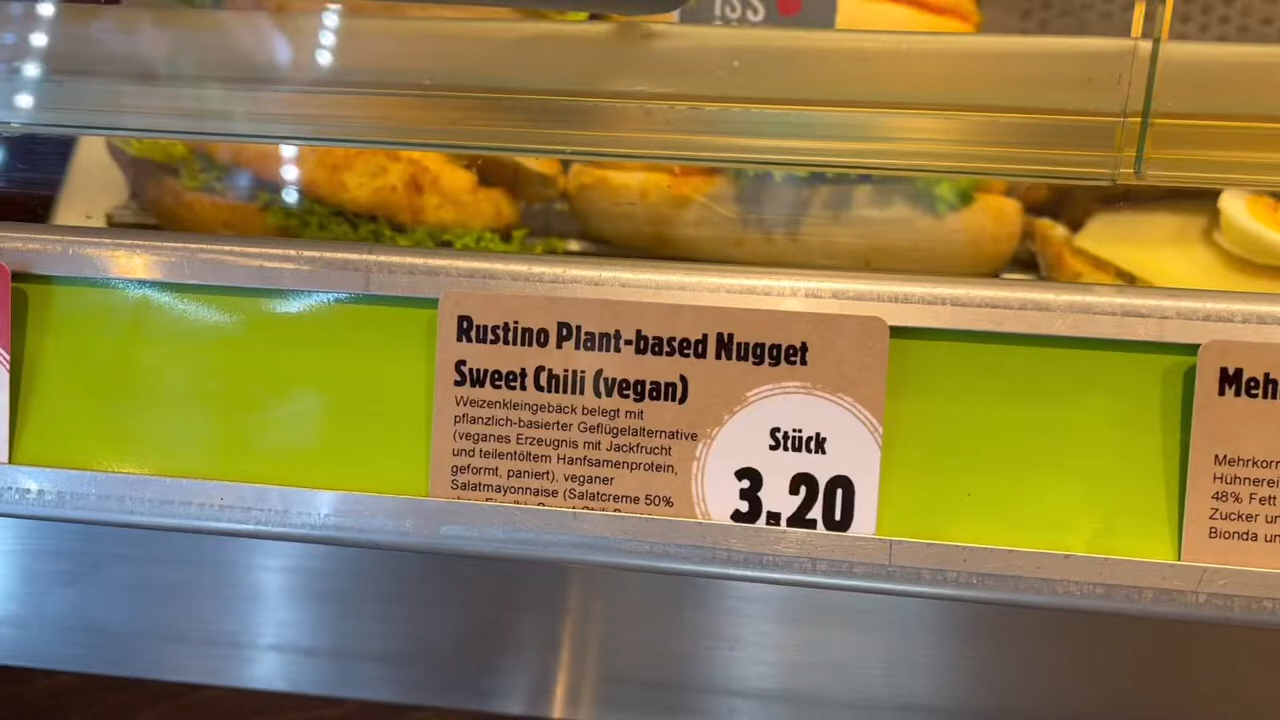 ISS
Rustino Plant-based Nugget
Sweet Chili (vegan)
Weizenkleingebäck belegt mit
pflanzlich-basierter Geflügelalternative
(veganes Erzeugnis mit Jackfrucht
und teilentöltem Hanfsamenprotein,
geformt, paniert), veganer
Salatmayonnaise (Salatcreme 50%
Stück
3.20
Meh
Mehrkorn
Hühnerei
48% Fett
Zucker un
Bionda un